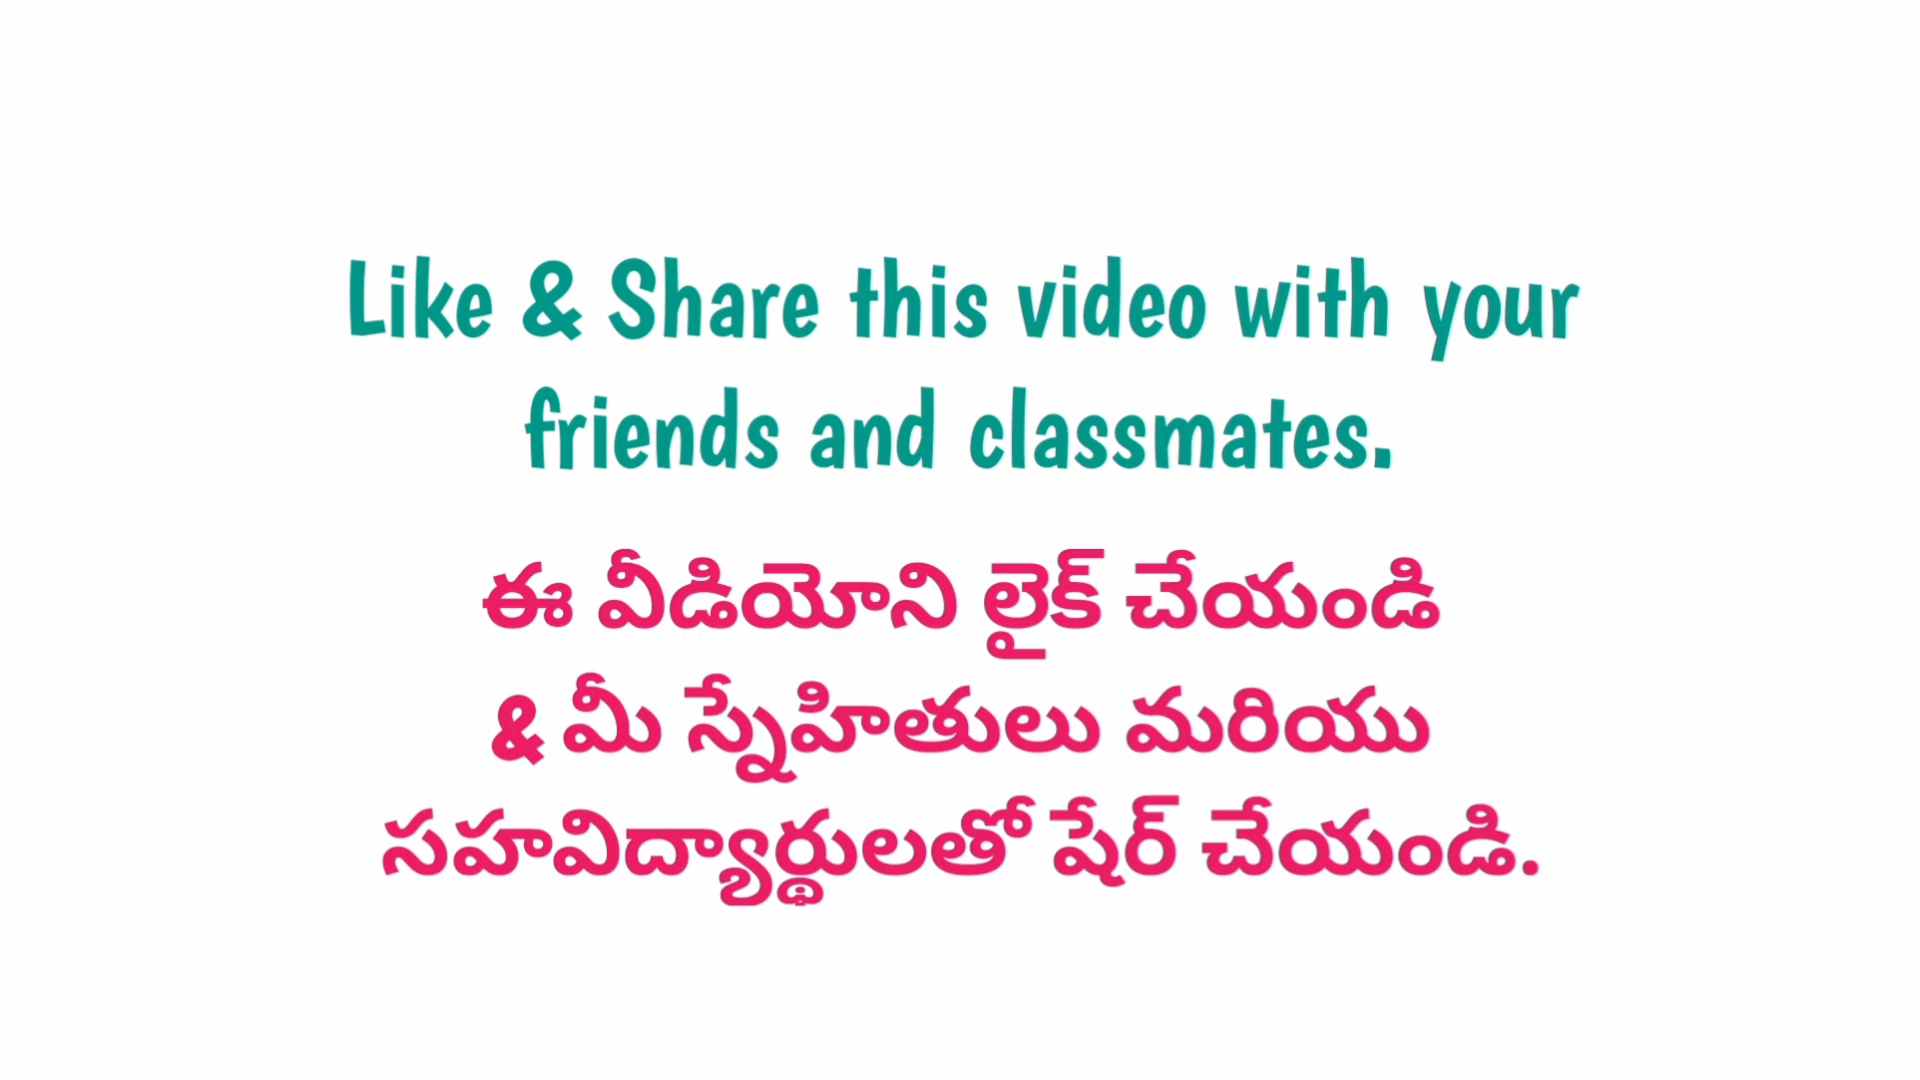 Like & Share this video with your
friends and classmates.
ఈ వీడియోని లైక్ చేయండి
& మీ స్నేహితులు మరియు
సహవిద్యార్థులతో షేర్ చేయండి.